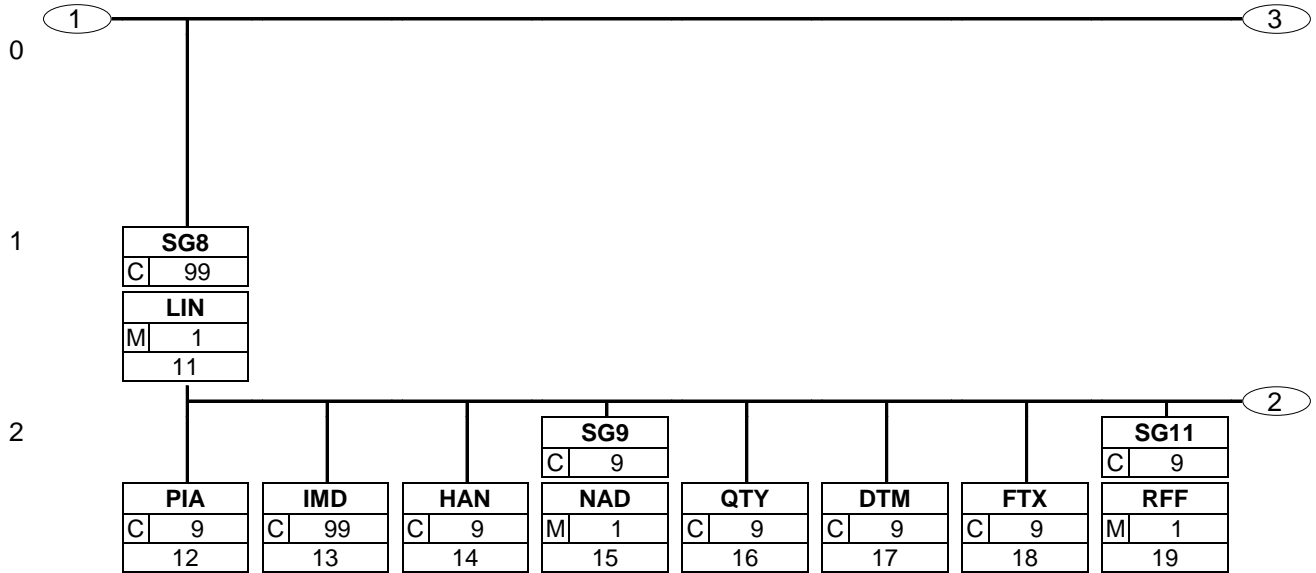 1 3
0
1
SG8
C 99
LIN
M 1
11
2
2
SG9 SG11
C 9 C 9
PIA IMD HAN NAD QTY DTM FTX RFF
C 9 C 99 C 9 M 1 C 9 C 9 C 9 M 1
12 13 14 15 16 17 18 19